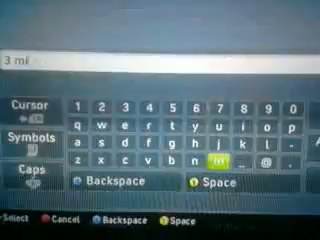 3 mi
Cursor
1 2 3 4 5 6 7 8 9 0
q w e r t y u i o p
Symbols
a s d f g h j k l -
z x c v b n m _ @ .
Caps
Backspace Space
Select Cancel Backspace Space